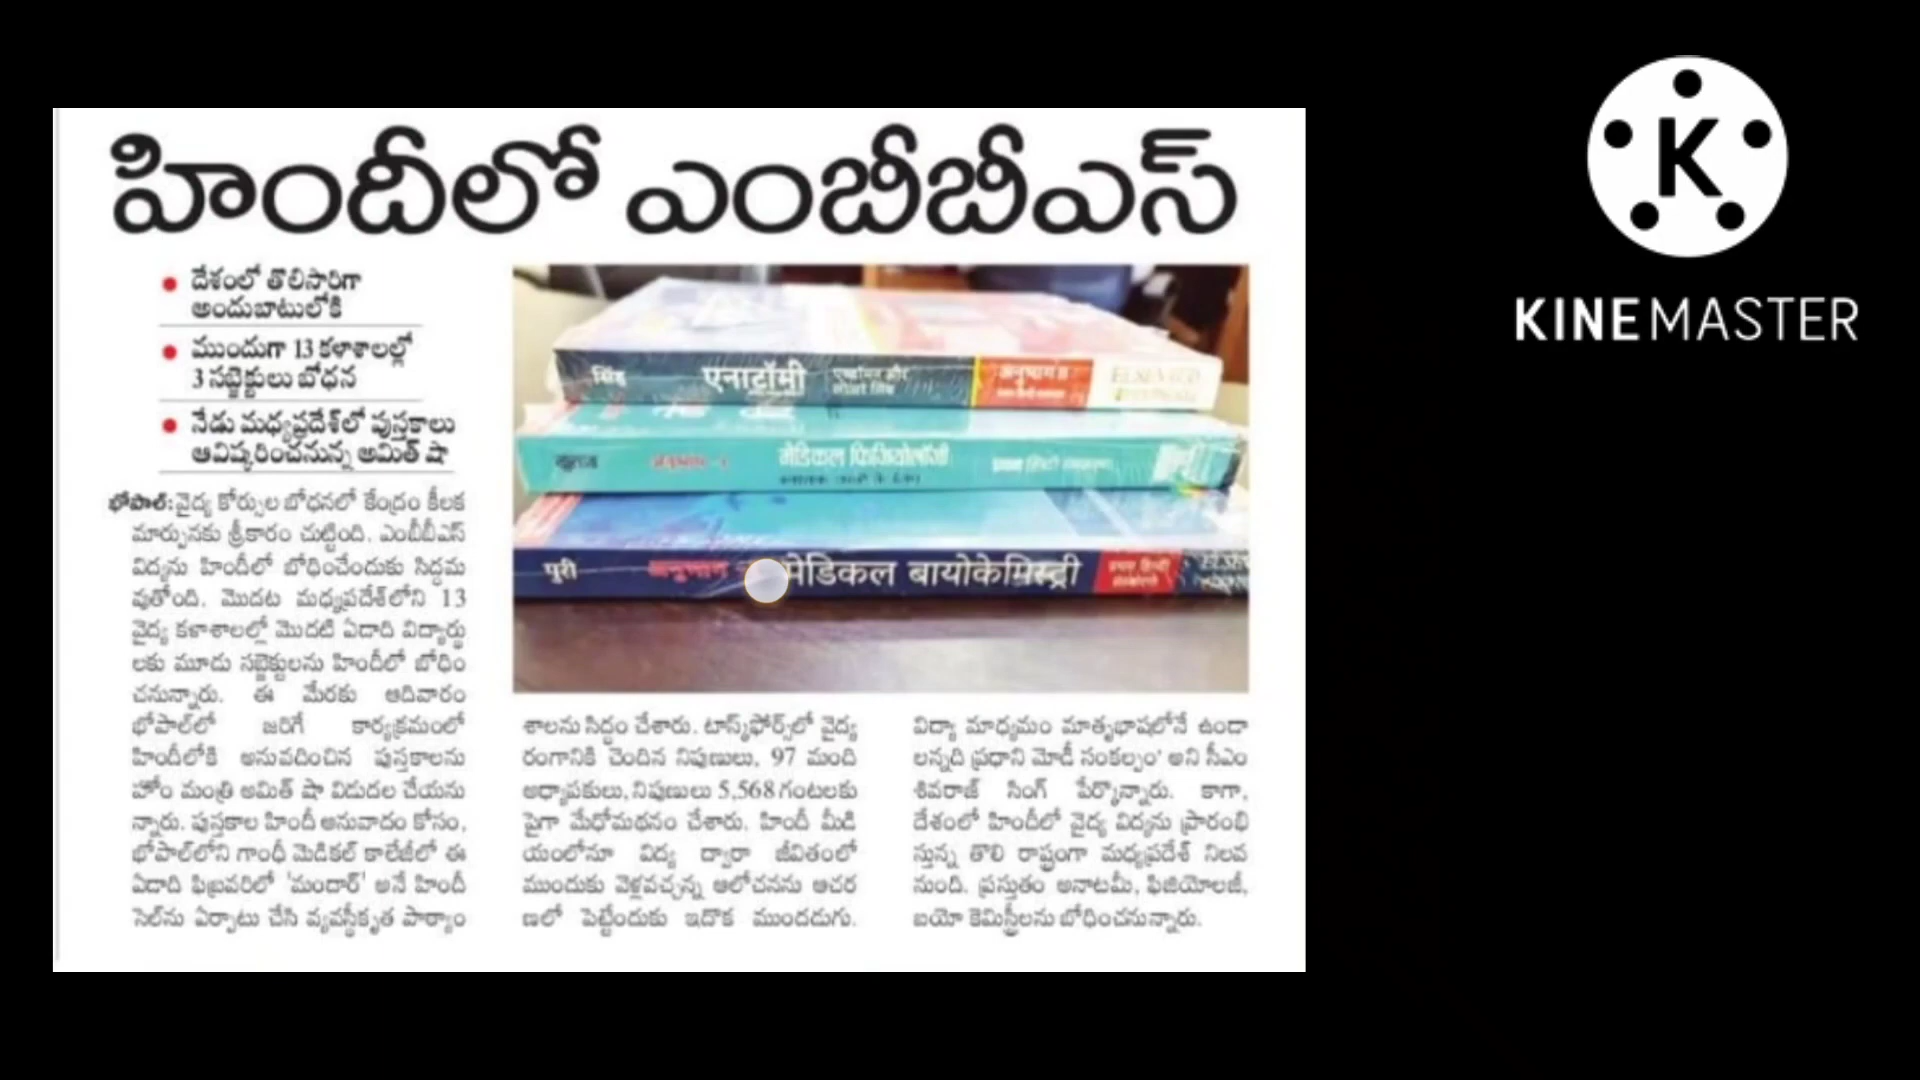 హిందీలో ఎంబీబీఎస్
దేశంలో తొలిసారిగా
అందుబాటులోకి
ముందుగా 13 కళాశాలల్లో
3 సబ్జెక్టులు బోధన
నేడు మధ్యప్రదేశ్‌లో పుస్తకాలు
ఆవిష్కరించనున్న అమిత్ షా
భోపాల్: వైద్య కోర్సుల బోధనలో కేంద్రం కీలక
మార్పునకు శ్రీకారం చుట్టింది. ఎంబీబీఎస్
విద్యను హిందీలో బోధించేందుకు సిద్ధమ
వుతోంది. మొదట మధ్యప్రదేశ్‌లోని 13
వైద్య కళాశాలల్లో మొదటి ఏడాది విద్యార్థు
లకు మూడు సబ్జెక్టులను హిందీలో బోధిం
చనున్నారు. ఈ మేరకు ఆదివారం
భోపాల్‌లో జరిగే కార్యక్రమంలో
హిందీలోకి అనువదించిన పుస్తకాలను
హోం మంత్రి అమిత్ షా విడుదల చేయను
న్నారు. పుస్తకాల హిందీ అనువాదం కోసం,
భోపాల్‌లోని గాంధీ మెడికల్ కాలేజీలో ఈ
ఏడాది ఫిబ్రవరిలో 'మందార్' అనే హిందీ
సెల్‌ను ఏర్పాటు చేసి వ్యవస్థీకృత పాఠ్యాం
सिंह एनाटॉमी अनुभाग II ELSEVIER
मेडिकल फिजियोलॉजी
पुरी मेडिकल बायोकेमिस्ट्री
శాలను సిద్ధం చేశారు. టాస్క్‌ఫోర్స్‌లో వైద్య
రంగానికి చెందిన నిపుణులు, 97 మంది
అధ్యాపకులు, నిపుణులు 5,568 గంటలకు
పైగా మేధోమథనం చేశారు. హిందీ మీడి
యంలోనూ విద్య ద్వారా జీవితంలో
ముందుకు వెళ్లవచ్చన్న ఆలోచనను ఆచర
ణలో పెట్టేందుకు ఇదొక ముందడుగు.
విద్యా మాధ్యమం మాతృభాషలోనే ఉండా
లన్నది ప్రధాని మోడీ సంకల్పం' అని సీఎం
శివరాజ్ సింగ్ పేర్కొన్నారు. కాగా,
దేశంలో హిందీలో వైద్య విద్యను ప్రారంభి
స్తున్న తొలి రాష్ట్రంగా మధ్యప్రదేశ్ నిలవ
నుంది. ప్రస్తుతం అనాటమీ, ఫిజియోలజీ,
బయో కెమిస్ట్రీలను బోధించనున్నారు.
K
KINEMASTER